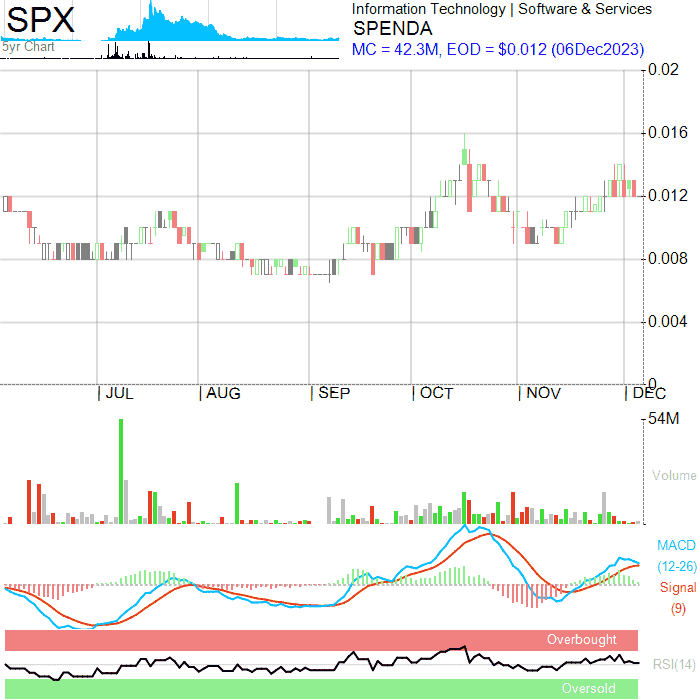 SPX
5yr Chart
Information Technology | Software & Services
SPENDA
MC = 42.3M, EOD = $0.012 (06Dec2023)
0.02
0.016
0.012
0.008
0.004
0
| JUL | AUG | SEP | OCT | NOV | DEC
54M
Volume
MACD
(12-26)
Signal
(9)
Overbought
RSI(14)
Oversold